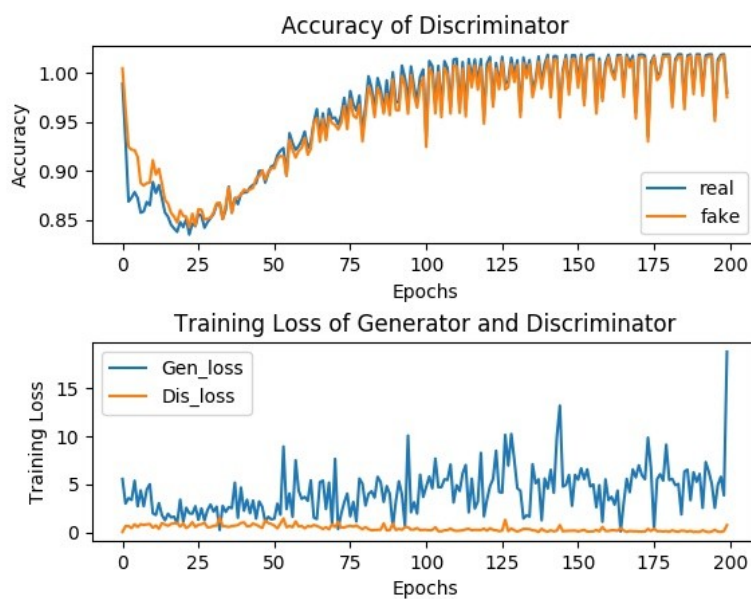 Accuracy of Discriminator
Accuracy
1.00
0.95
0.90
0.85
real
fake
0 25 50 75 100 125 150 175 200
Epochs
Training Loss of Generator and Discriminator
Training Loss
15
10
5
0
Gen_loss
Dis_loss
0 25 50 75 100 125 150 175 200
Epochs